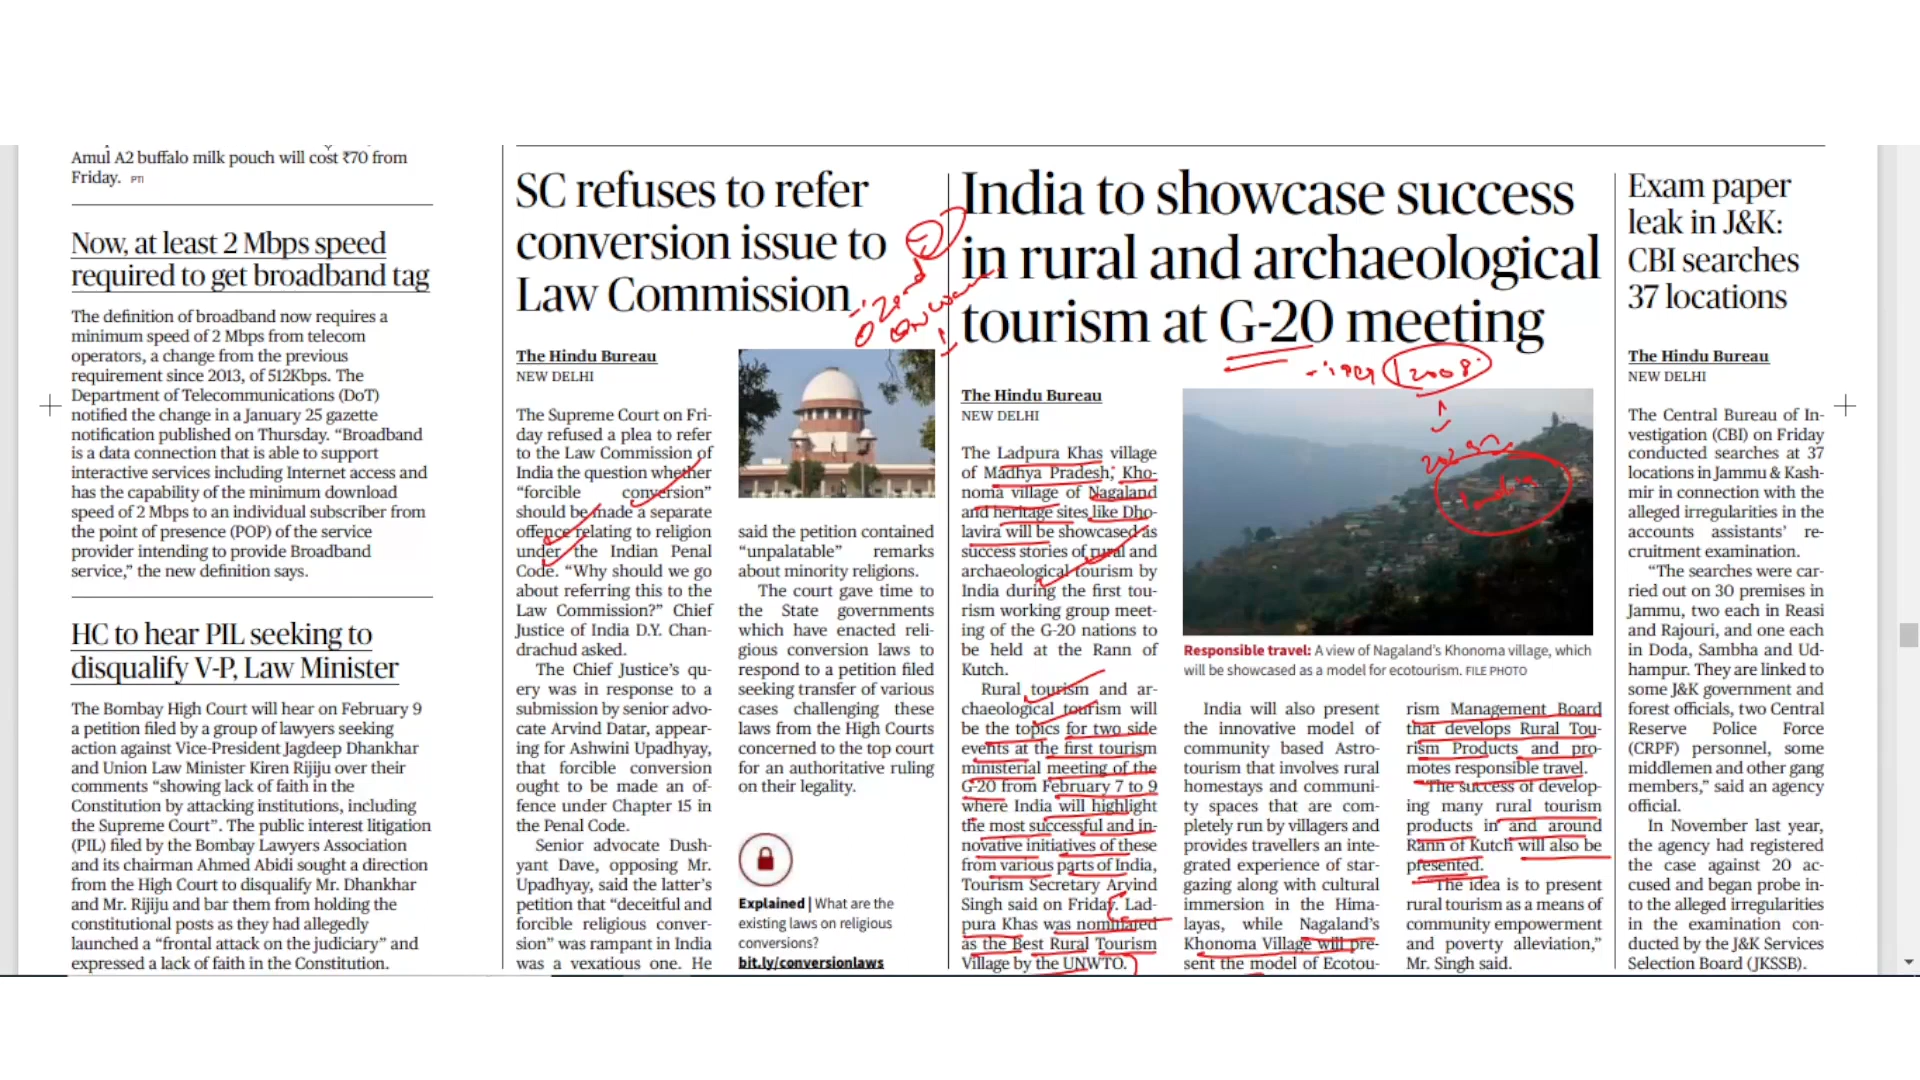 Amul A2 buffalo milk pouch will cost ₹70 from
Friday. PTI
Now, at least 2 Mbps speed
required to get broadband tag
The definition of broadband now requires a
minimum speed of 2 Mbps from telecom
operators, a change from the previous
requirement since 2013, of 512Kbps. The
Department of Telecommunications (DoT)
notified the change in a January 25 gazette
notification published on Thursday. “Broadband
is a data connection that is able to support
interactive services including Internet access and
has the capability of the minimum download
speed of 2 Mbps to an individual subscriber from
the point of presence (POP) of the service
provider intending to provide Broadband
service,” the new definition says.
HC to hear PIL seeking to
disqualify V-P, Law Minister
The Bombay High Court will hear on February 9
a petition filed by a group of lawyers seeking
action against Vice-President Jagdeep Dhankhar
and Union Law Minister Kiren Rijiju over their
comments “showing lack of faith in the
Constitution by attacking institutions, including
the Supreme Court”. The public interest litigation
(PIL) filed by the Bombay Lawyers Association
and its chairman Ahmed Abidi sought a direction
from the High Court to disqualify Mr. Dhankhar
and Mr. Rijiju and bar them from holding the
constitutional posts as they had allegedly
launched a “frontal attack on the judiciary” and
expressed a lack of faith in the Constitution.
SC refuses to refer
conversion issue to
Law Commission
The Hindu Bureau
NEW DELHI
The Supreme Court on Fri-
day refused a plea to refer
to the Law Commission of
India the question whether
“forcible conversion”
should be made a separate
offence relating to religion
under the Indian Penal
Code. “Why should we go
about referring this to the
Law Commission?” Chief
Justice of India D.Y. Chan-
drachud asked.
The Chief Justice’s qu-
ery was in response to a
submission by senior advo-
cate Arvind Datar, appear-
ing for Ashwini Upadhyay,
that forcible conversion
ought to be made an of-
fence under Chapter 15 in
the Penal Code.
Senior advocate Dush-
yant Dave, opposing Mr.
Upadhyay, said the latter’s
petition that “deceitful and
forcible religious conver-
sion” was rampant in India
was a vexatious one. He
said the petition contained
“unpalatable” remarks
about minority religions.
The court gave time to
the State governments
which have enacted reli-
gious conversion laws to
respond to a petition filed
seeking transfer of various
cases challenging these
laws from the High Courts
concerned to the top court
for an authoritative ruling
on their legality.
Explained | What are the
existing laws on religious
conversions?
bit.ly/conversionlaws
India to showcase success
in rural and archaeological
tourism at G-20 meeting
The Hindu Bureau
NEW DELHI
The Ladpura Khas village
of Madhya Pradesh; Kho-
noma village of Nagaland
and heritage sites like Dho-
lavira will be showcased as
success stories of rural and
archaeological tourism by
India during the first tou-
rism working group meet-
ing of the G-20 nations to
be held at the Rann of
Kutch.
Rural tourism and ar-
chaeological tourism will
be the topics for two side
events at the first tourism
ministerial meeting of the
G-20 from February 7 to 9
where India will highlight
the most successful and in-
novative initiatives of these
from various parts of India,
Tourism Secretary Arvind
Singh said on Friday. Lad-
pura Khas was nominated
as the Best Rural Tourism
Village by the UNWTO.
2008
India
Responsible travel: A view of Nagaland’s Khonoma village, which
will be showcased as a model for ecotourism. FILE PHOTO
India will also present
the innovative model of
community based Astro-
tourism that involves rural
homestays and communi-
ty spaces that are com-
pletely run by villagers and
provides travellers an inte-
grated experience of star-
gazing along with cultural
immersion in the Hima-
layas, while Nagaland’s
Khonoma Village will pre-
sent the model of Ecotou-
rism Management Board
that develops Rural Tou-
rism Products and pro-
motes responsible travel.
“The success of develop-
ing many rural tourism
products in and around
Rann of Kutch will also be
presented.
“The idea is to present
rural tourism as a means of
community empowerment
and poverty alleviation,”
Mr. Singh said.
Exam paper
leak in J&K:
CBI searches
37 locations
The Hindu Bureau
NEW DELHI
The Central Bureau of In-
vestigation (CBI) on Friday
conducted searches at 37
locations in Jammu & Kash-
mir in connection with the
alleged irregularities in the
accounts assistants’ re-
cruitment examination.
“The searches were car-
ried out on 30 premises in
Jammu, two each in Reasi
and Rajouri, and one each
in Doda, Sambha and Ud-
hampur. They are linked to
some J&K government and
forest officials, two Central
Reserve Police Force
(CRPF) personnel, some
middlemen and other gang
members,” said an agency
official.
In November last year,
the agency had registered
the case against 20 ac-
cused and began probe in-
to the alleged irregularities
in the examination con-
ducted by the J&K Services
Selection Board (JKSSB).